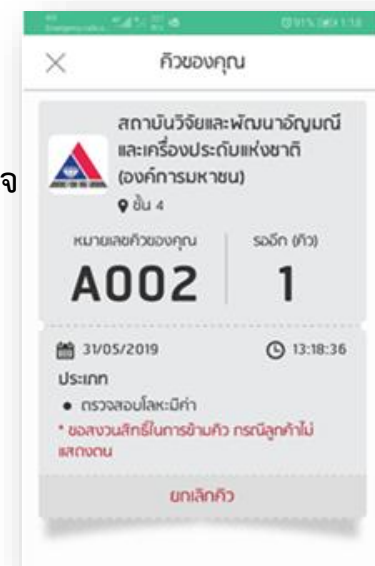 91% 1:18
คิวของคุณ
สถาบันวิจัยและพัฒนาอัญมณี
และเครื่องประดับแห่งชาติ
(องค์การมหาชน)
ชั้น 4
จ
หมายเลขคิวของคุณ
รออีก (คิว)
A002
1
31/05/2019
13:18:36
ประเภท
• ตรวจสอบโลหะมีค่า
* ขอสงวนสิทธิ์ในการข้ามคิว กรณีลูกค้าไม่
แสดงตน
ยกเลิกคิว